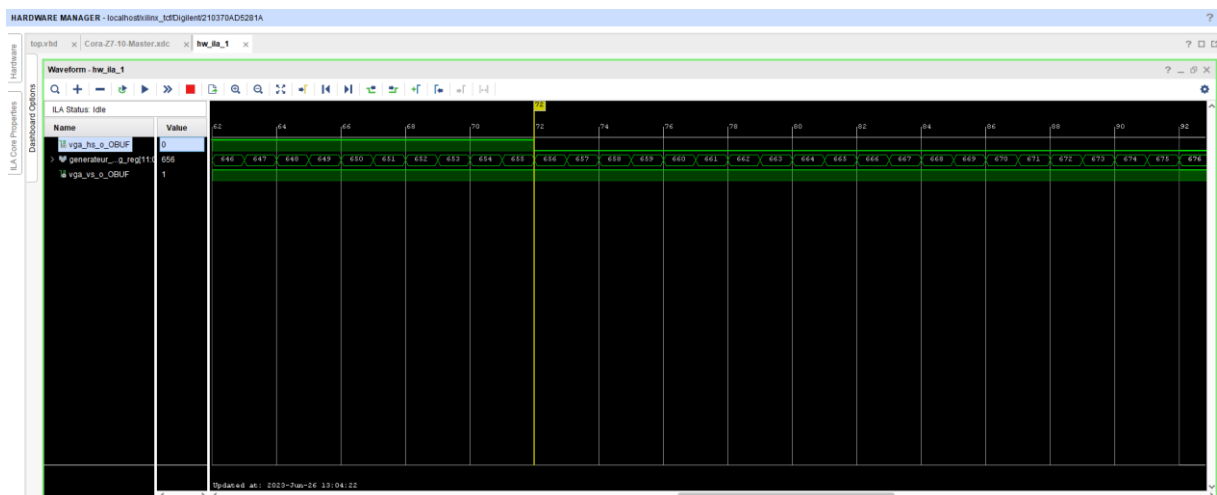 HARDWARE MANAGER - localhost/xilinx_tcf/Digilent/210370AD5281A
?
Hardware
ILA Core Properties
Dashboard Options
top.vhd × Cora-Z7-10-Master.xdc × hw_ila_1 ×
?
Waveform - hw_ila_1
? _ ×
ILA Status: Idle
72
Name Value
62 64 66 68 70 72 74 76 78 80 82 84 86 88 90 92
vga_hs_o_OBUF 0
> generateur_...g_reg[11:0 656
646 647 648 649 650 651 652 653 654 655 656 657 658 659 660 661 662 663 664 665 666 667 668 669 670 671 672 673 674 675 676
vga_vs_o_OBUF 1
Updated at: 2023-Jun-26 13:04:22